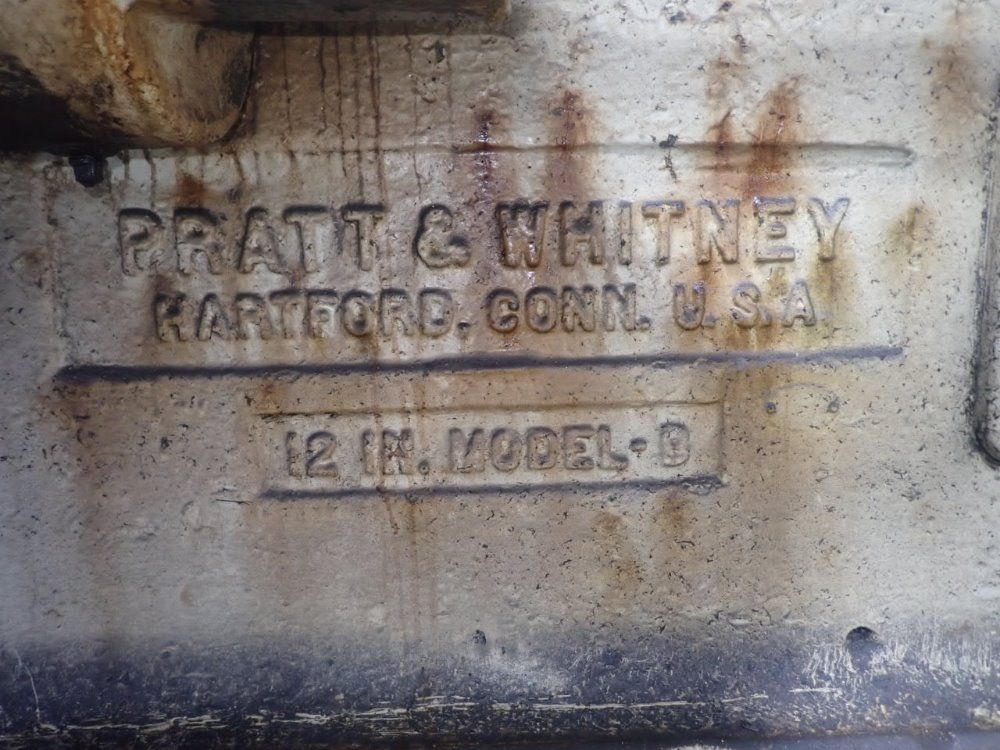 PRATT & WHITNEY
HARTFORD, CONN. U.S.A.
12 IN. MODEL-B